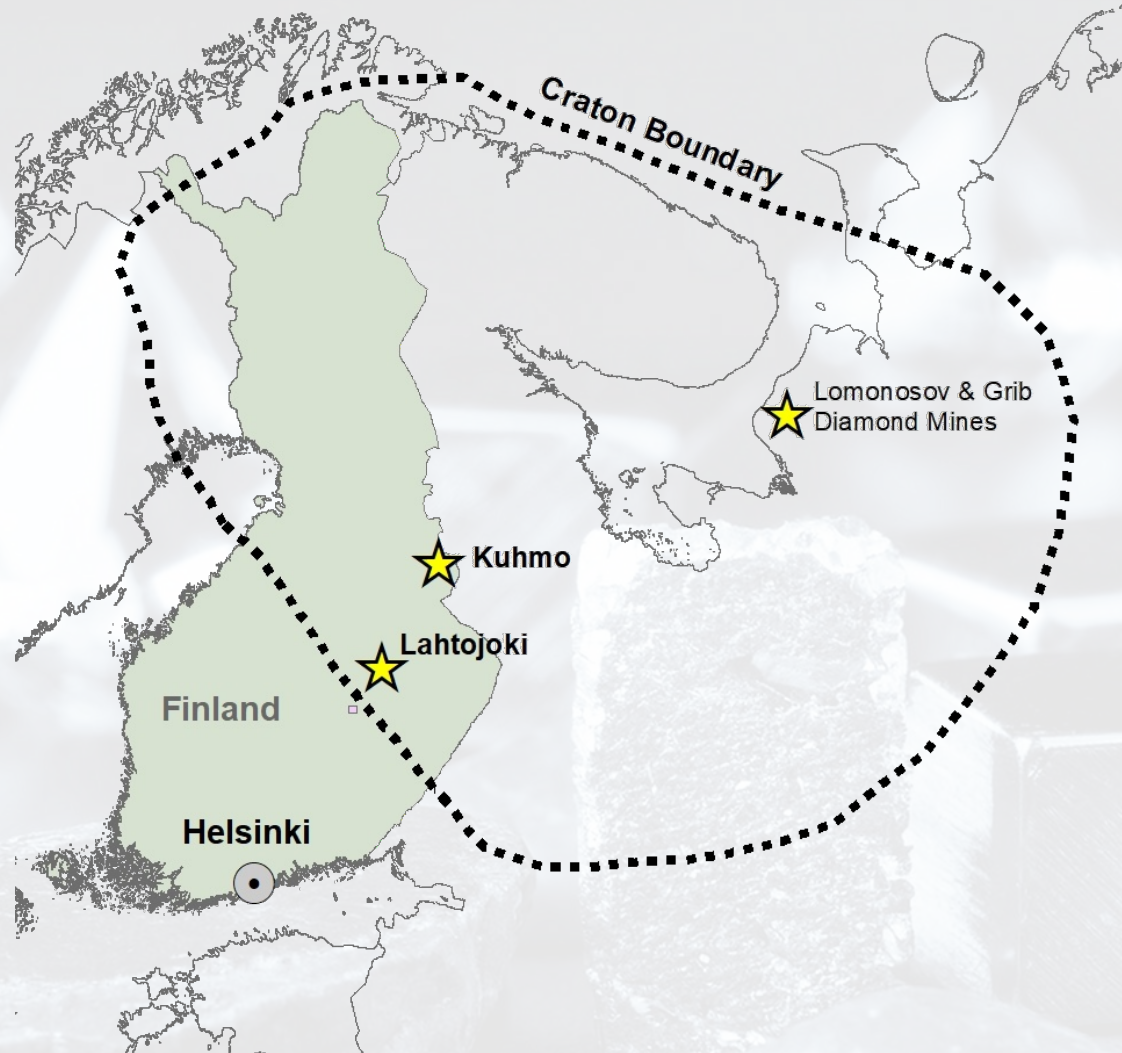 Craton Boundary
Lomonosov & Grib
Diamond Mines
Kuhmo
Lahtojoki
Finland
Helsinki